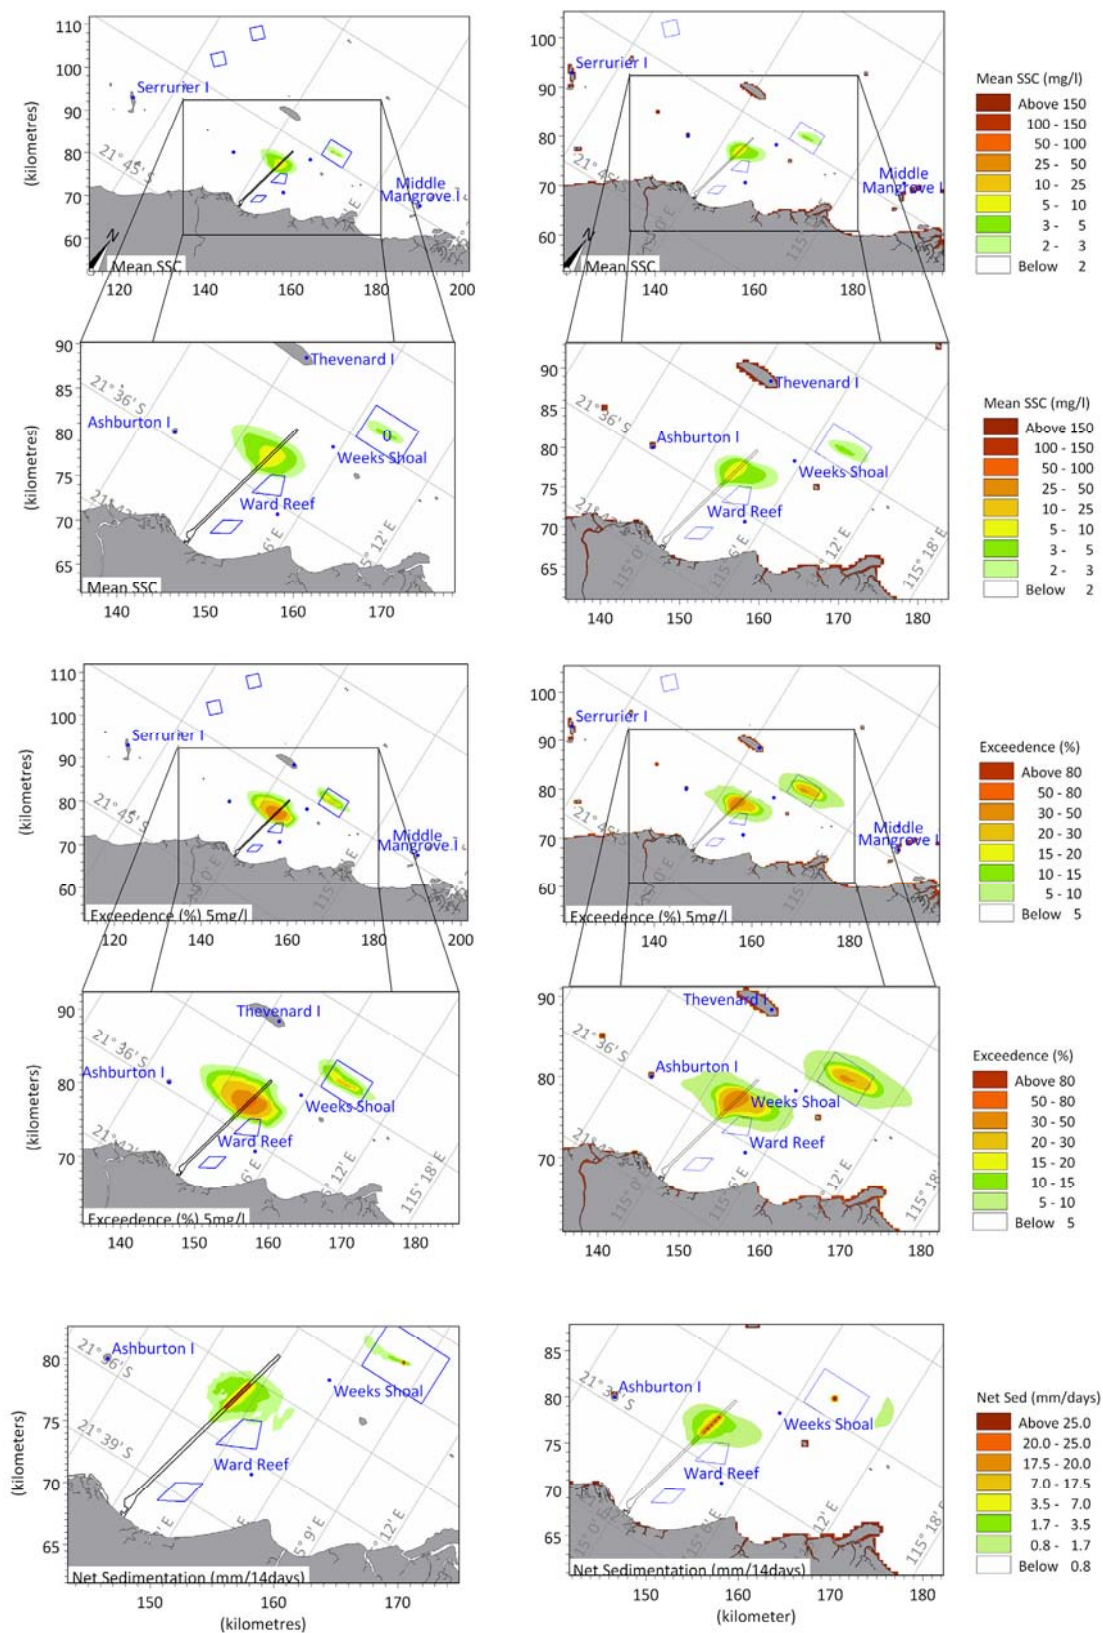 110
100
90
80
70
60
(kilometres)
Serrurier I
21° 45' S
Middle
Mangrove I
N
Mean SSC
120
140
160
180
200
100
90
80
70
60
Serrurier I
21° 45' S
Middle
Mangrove I
Mean SSC
140
160
180
Mean SSC (mg/l)
Above 150
100 - 150
50 - 100
25 - 50
10 - 25
5 - 10
3 - 5
2 - 3
Below 2
90
85
80
75
70
65
(kilometres)
21° 36' S
Thevenard I
Ashburton I
0
Weeks Shoal
Ward Reef
Mean SSC
140
150
160
170
90
85
80
75
70
65
21° 36' S
Thevenard I
Ashburton I
Weeks Shoal
Ward Reef
115° 12' E
115° 18' E
140
150
160
170
180
Mean SSC (mg/l)
Above 150
100 - 150
50 - 100
25 - 50
10 - 25
5 - 10
3 - 5
2 - 3
Below 2
110
100
90
80
70
60
(kilometres)
Serrurier I
21° 45' S
Middle
Mangrove I
Exceedence (%) 5mg/l
120
140
160
180
200
100
90
80
70
60
Serrurier I
21° 45' S
Middle
Mangrove I
Exceedence (%) 5mg/l
140
160
180
Exceedence (%)
Above 80
50 - 80
30 - 50
20 - 30
15 - 20
10 - 15
5 - 10
Below 5
90
80
70
(kilometers)
21° 36' S
Thevenard I
Ashburton I
Weeks Shoal
Ward Reef
115° 18' E
Exceedence (%) 5mg/l
140
150
160
170
180
90
80
70
21° 36' S
Thevenard I
Ashburton I
Weeks Shoal
Ward Reef
115° 12' E
115° 18'
140
150
160
170
180
Exceedence (%)
Above 80
50 - 80
30 - 50
20 - 30
15 - 20
10 - 15
5 - 10
Below 5
80
75
70
65
(kilometers)
Ashburton I
21° 36' S
21° 39' S
Weeks Shoal
Ward Reef
Net Sedimentation (mm/14days)
150
160
170
(kilometres)
85
80
75
70
65
Ashburton I
Weeks Shoal
Ward Reef
115° 18'
Net Sedimentation (mm/14days)
150
160
170
180
(kilometer)
Net Sed (mm/days)
Above 25.0
20.0 - 25.0
17.5 - 20.0
7.0 - 17.5
3.5 - 7.0
1.7 - 3.5
0.8 - 1.7
Below 0.8